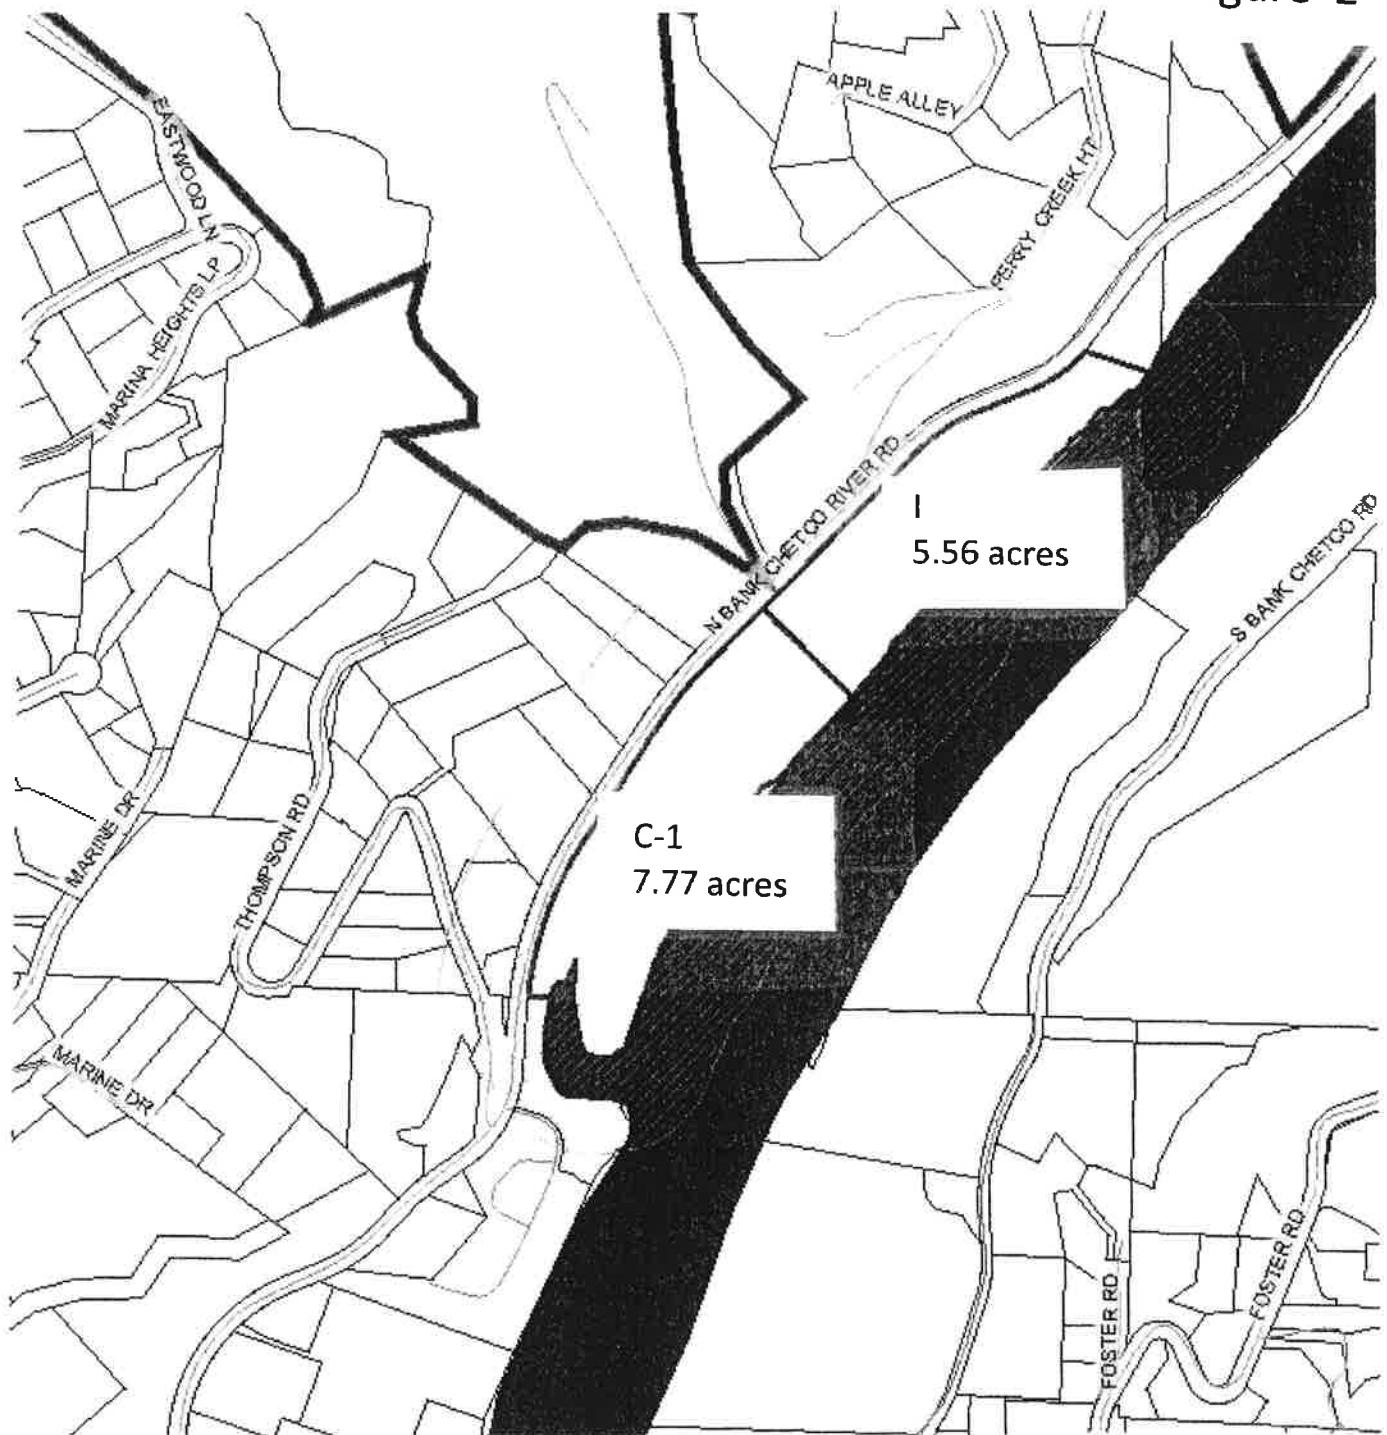 APPLE ALLEY
EASTWOOD LN
FERRY CREEK HT
MARINA HEIGHTS LP
N BANK CHETCO RIVER RD
I
5.56 acres
S BANK CHETCO RD
C-1
7.77 acres
MARINE DR
THOMPSON RD
MARINE DR
FOSTER RD
FOSTER RD